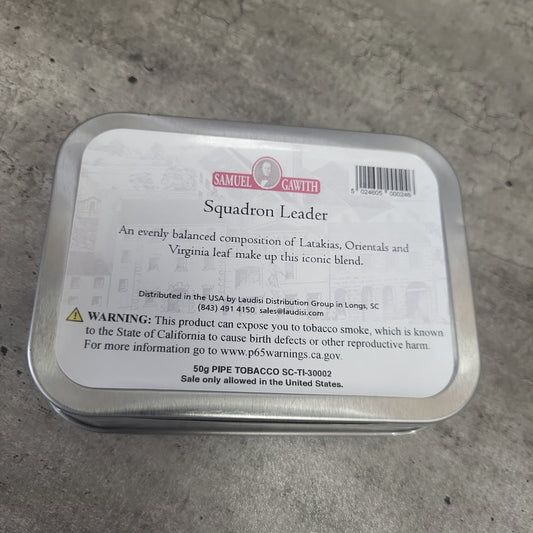 SAMUEL GAWITH
5 024605 000246
Squadron Leader
An evenly balanced composition of Latakias, Orientals and
Virginia leaf make up this iconic blend.
Distributed in the USA by Laudisi Distribution Group in Longs, SC
(843) 491 4150 sales@laudisi.com
WARNING: This product can expose you to tobacco smoke, which is known
to the State of California to cause birth defects or other reproductive harm.
For more information go to www.p65warnings.ca.gov.
50g PIPE TOBACCO SC-TI-30002
Sale only allowed in the United States.